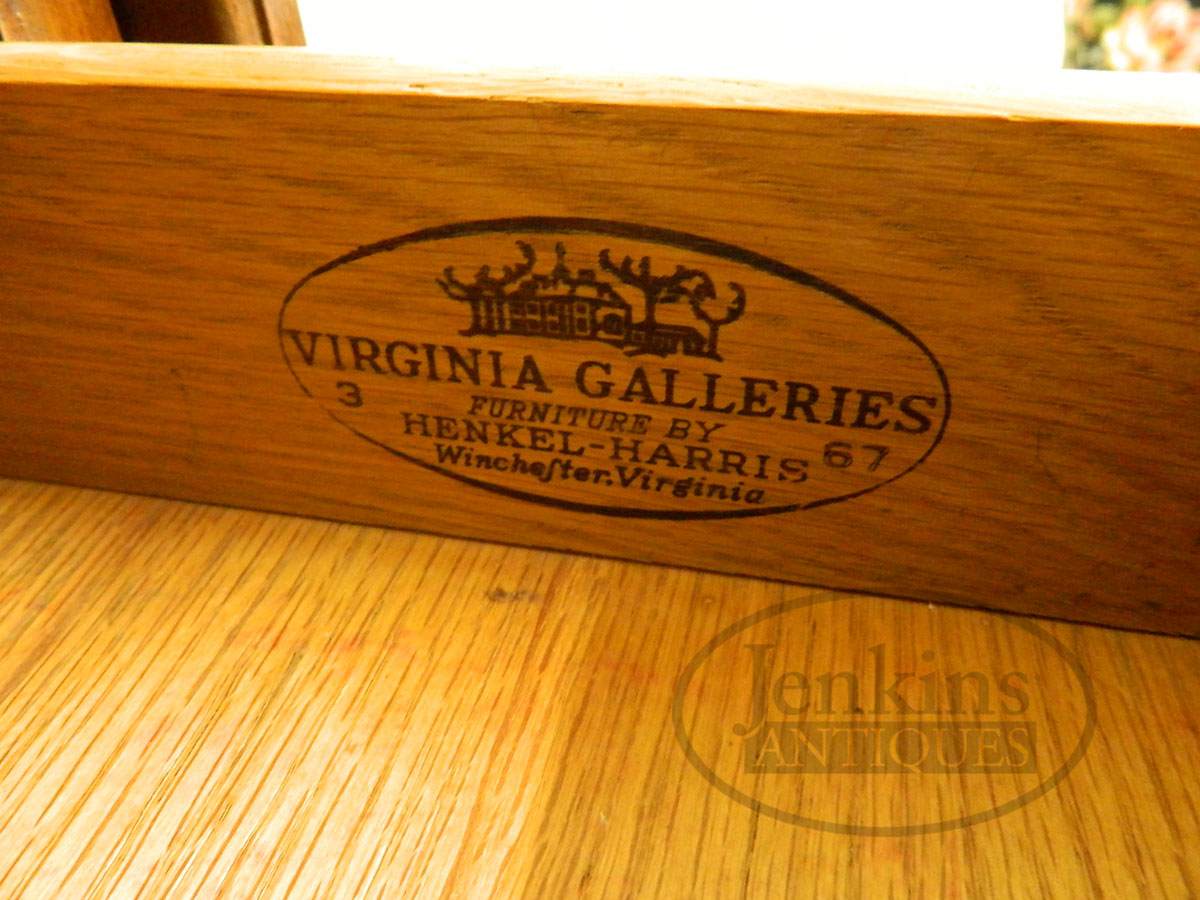 VIRGINIA GALLERIES
3 FURNITURE BY
HENKEL-HARRIS 67
Wincheſter, Virginia
Jenkins
ANTIQUES